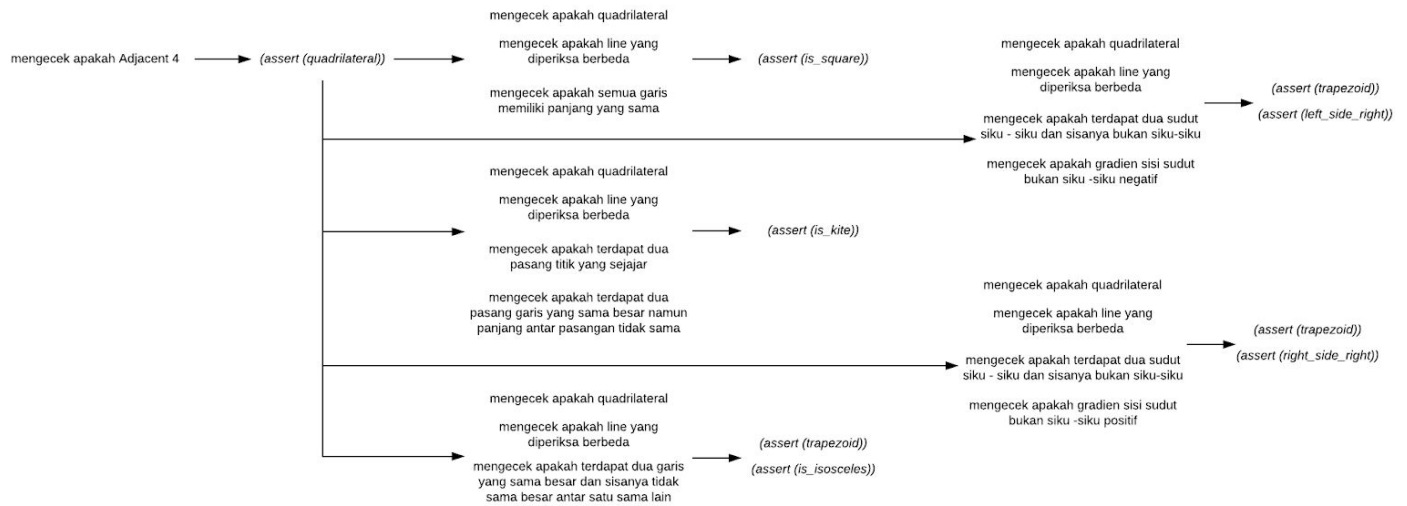 mengecek apakah Adjacent 4
(assert (quadrilateral))
mengecek apakah quadrilateral
mengecek apakah line yang
diperiksa berbeda
mengecek apakah semua garis
memiliki panjang yang sama
(assert (is_square))
mengecek apakah quadrilateral
mengecek apakah line yang
diperiksa berbeda
mengecek apakah terdapat dua sudut
siku - siku dan sisanya bukan siku-siku
mengecek apakah gradien sisi sudut
bukan siku -siku negatif
(assert (trapezoid))
(assert (left_side_right))
mengecek apakah quadrilateral
mengecek apakah line yang
diperiksa berbeda
mengecek apakah terdapat dua
pasang titik yang sejajar
mengecek apakah terdapat dua
pasang garis yang sama besar namun
panjang antar pasangan tidak sama
(assert (is_kite))
mengecek apakah quadrilateral
mengecek apakah line yang
diperiksa berbeda
mengecek apakah terdapat dua sudut
siku - siku dan sisanya bukan siku-siku
mengecek apakah gradien sisi sudut
bukan siku -siku positif
(assert (trapezoid))
(assert (right_side_right))
mengecek apakah quadrilateral
mengecek apakah line yang
diperiksa berbeda
mengecek apakah terdapat dua garis
yang sama besar dan sisanya tidak
sama besar antar satu sama lain
(assert (trapezoid))
(assert (is_isosceles))